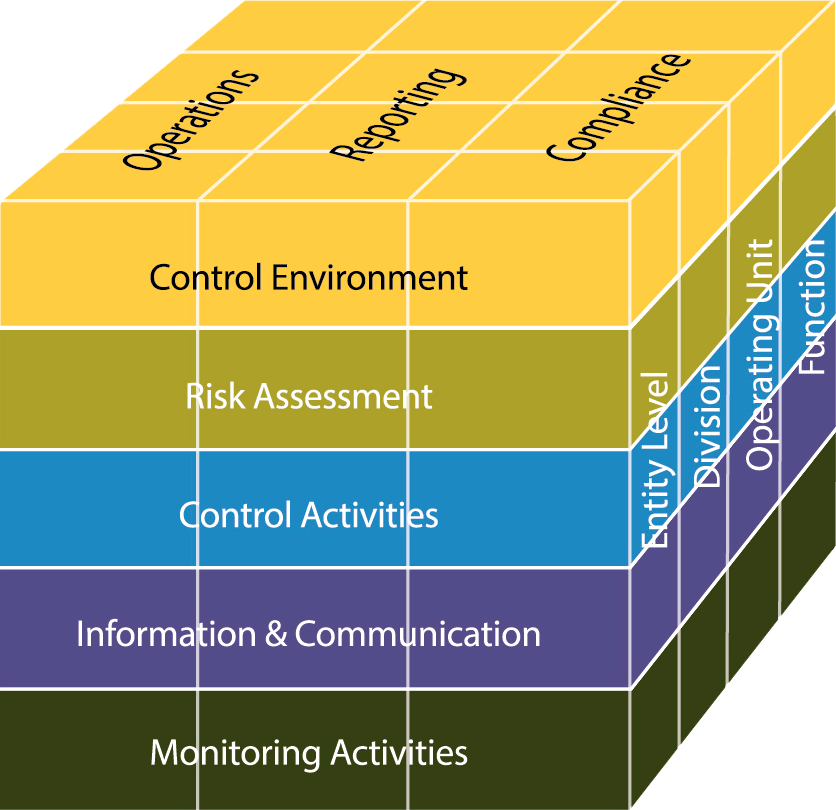 Operations
Reporting
Compliance
Control Environment
Risk Assessment
Control Activities
Information & Communication
Monitoring Activities
Entity Level
Division
Operating Unit
Function